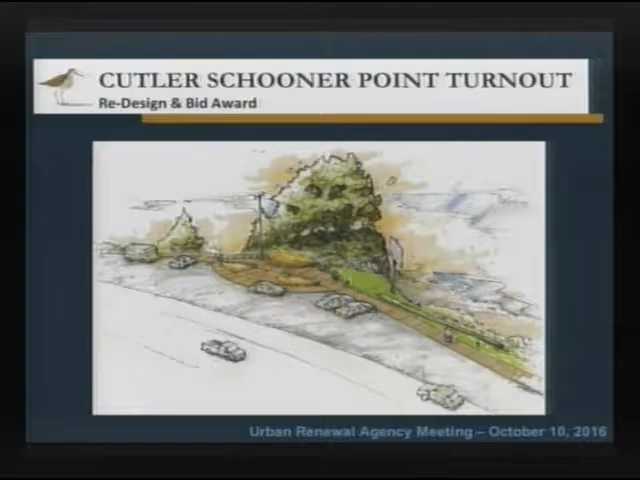 CUTLER SCHOONER POINT TURNOUT
Re-Design & Bid Award
Urban Renewal Agency Meeting – October 10, 2016